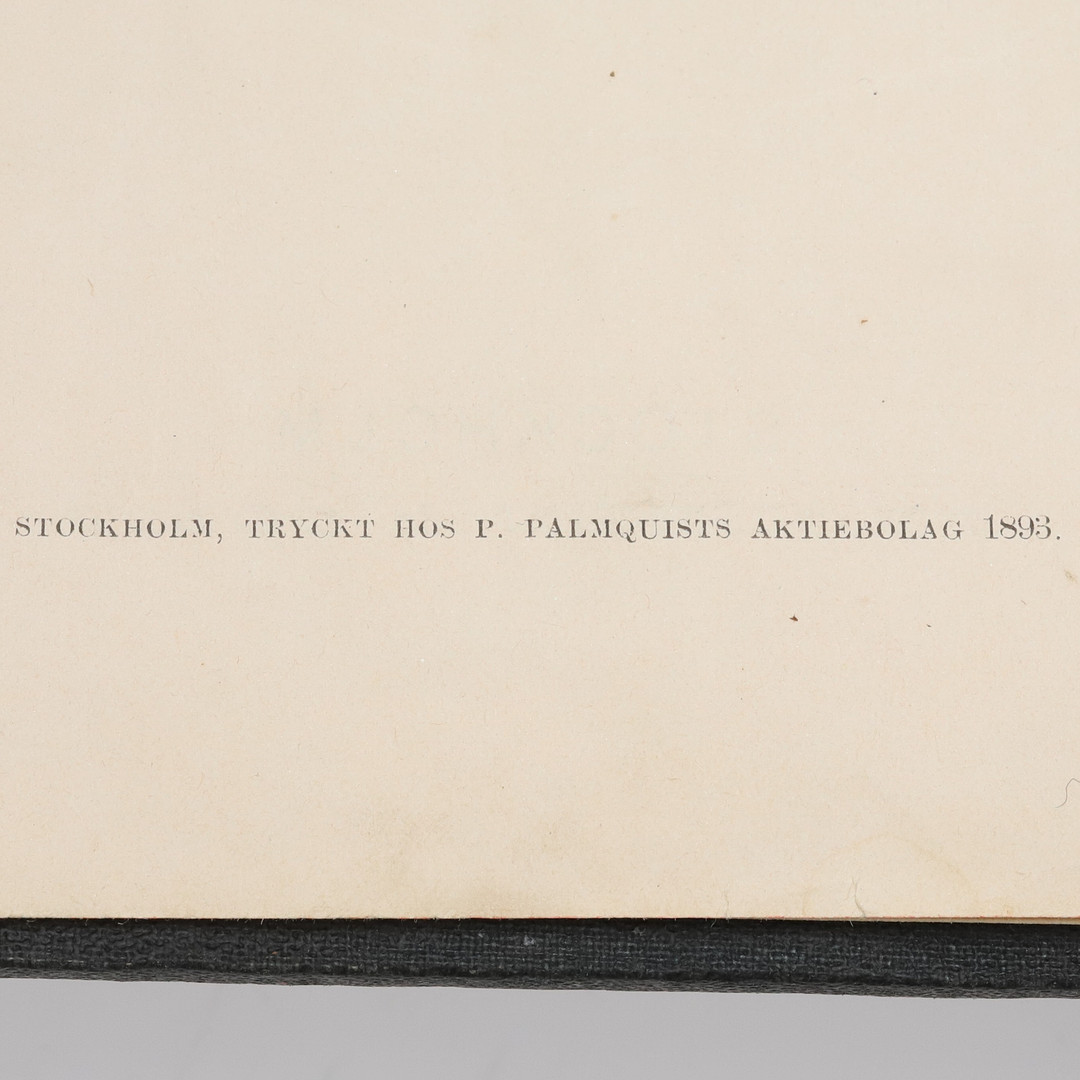 STOCKHOLM, TRYCKT HOS P. PALMQUISTS AKTIEBOLAG 1893.